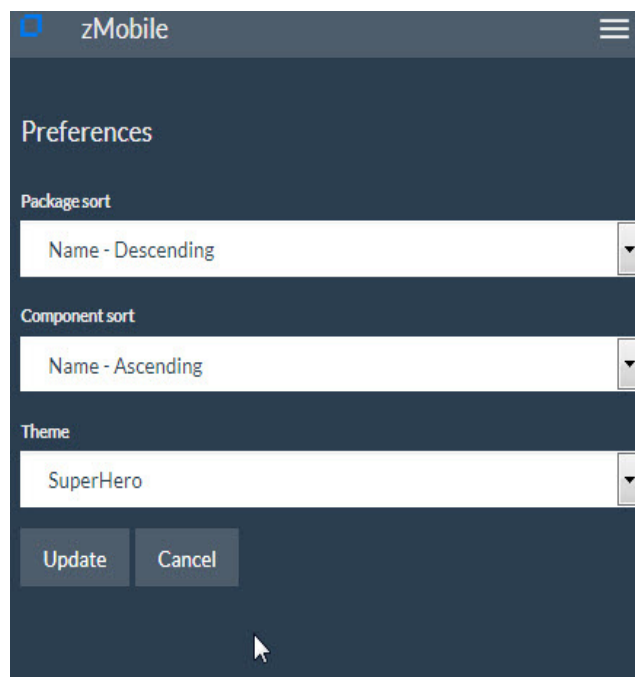 zMobile
Preferences
Package sort
Name - Descending
Component sort
Name - Ascending
Theme
SuperHero
Update Cancel